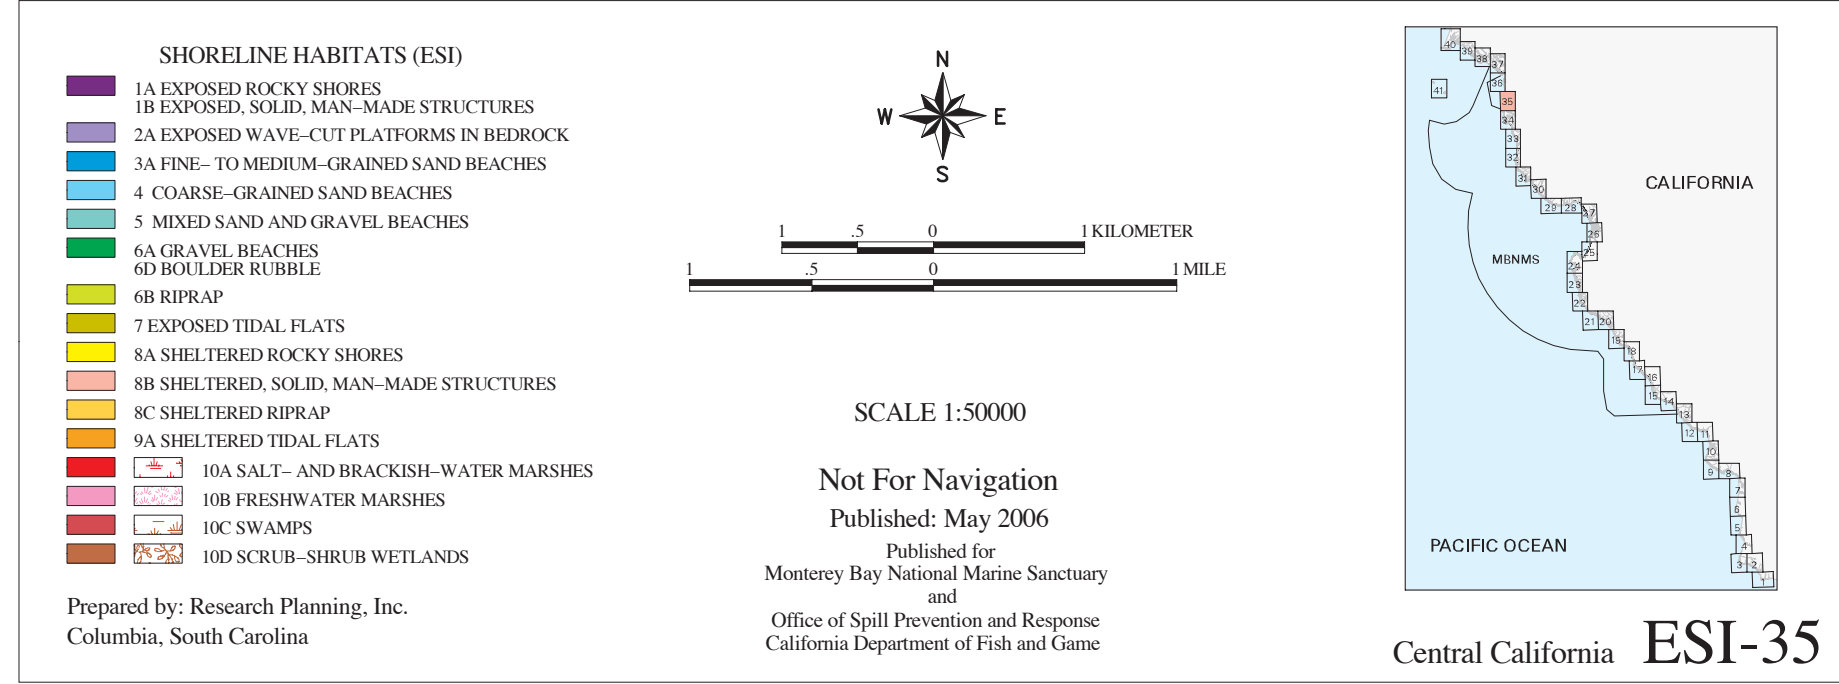 SHORELINE HABITATS (ESI)
1A EXPOSED ROCKY SHORES
1B EXPOSED, SOLID, MAN–MADE STRUCTURES
2A EXPOSED WAVE–CUT PLATFORMS IN BEDROCK
3A FINE– TO MEDIUM–GRAINED SAND BEACHES
4 COARSE–GRAINED SAND BEACHES
5 MIXED SAND AND GRAVEL BEACHES
6A GRAVEL BEACHES
6D BOULDER RUBBLE
6B RIPRAP
7 EXPOSED TIDAL FLATS
8A SHELTERED ROCKY SHORES
8B SHELTERED, SOLID, MAN–MADE STRUCTURES
8C SHELTERED RIPRAP
9A SHELTERED TIDAL FLATS
10A SALT– AND BRACKISH–WATER MARSHES
10B FRESHWATER MARSHES
10C SWAMPS
10D SCRUB–SHRUB WETLANDS
Prepared by: Research Planning, Inc.
Columbia, South Carolina
N
W E
S
1 .5 0 1 KILOMETER
1 .5 0 1 MILE
SCALE 1:50000
Not For Navigation
Published: May 2006
Published for
Monterey Bay National Marine Sanctuary
and
Office of Spill Prevention and Response
California Department of Fish and Game
40
39
38
37
36
41
35
34
33
32
31
30
29 28
27
26
25
24
23
22
21 20
19
18
17
16
15
14
13
12 11
10
9 8
7
6
5
4
3 2
1
CALIFORNIA
MBNMS
PACIFIC OCEAN
Central California ESI-35